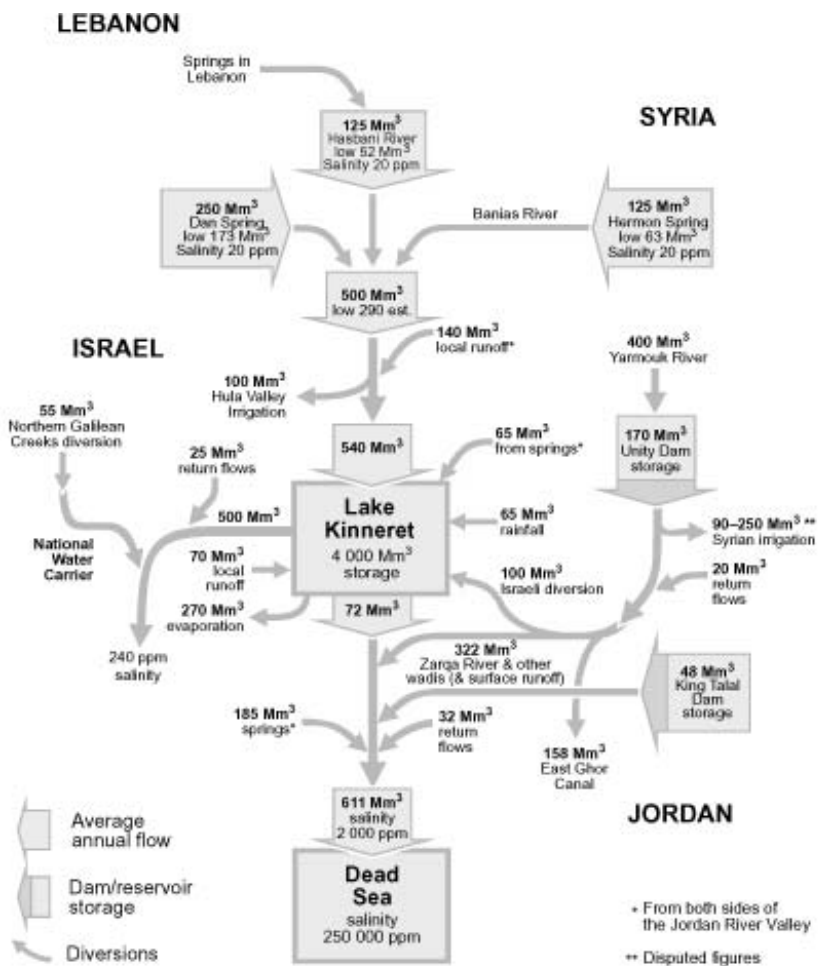 LEBANON
Springs in
Lebanon
125 Mm³
Hasbani River
low 52 Mm³
Salinity 20 ppm
SYRIA
250 Mm³
Dan Spring
low 173 Mm³
Salinity 20 ppm
Banias River
125 Mm³
Hermon Spring
low 63 Mm³
Salinity 20 ppm
500 Mm³
low 290 est.
ISRAEL
140 Mm³
local runoff*
400 Mm³
Yarmouk River
100 Mm³
Hula Valley
Irrigation
55 Mm³
Northern Galilean
Creeks diversion
25 Mm³
return flows
540 Mm³
65 Mm³
from springs*
170 Mm³
Unity Dam
storage
500 Mm³
Lake
Kinneret
4 000 Mm³
storage
65 Mm³
rainfall
90–250 Mm³ **
Syrian irrigation
National
Water
Carrier
70 Mm³
local
runoff
100 Mm³
Israeli diversion
20 Mm³
return
flows
270 Mm³
evaporation
72 Mm³
240 ppm
salinity
322 Mm³
Zarqa River & other
wadis (& surface runoff)
48 Mm³
King Talal
Dam
storage
185 Mm³
springs*
32 Mm³
return
flows
158 Mm³
East Ghor
Canal
611 Mm³
salinity
2 000 ppm
JORDAN
Average
annual flow
Dam/reservoir
storage
Diversions
Dead
Sea
salinity
250 000 ppm
* From both sides of
the Jordan River Valley
** Disputed figures